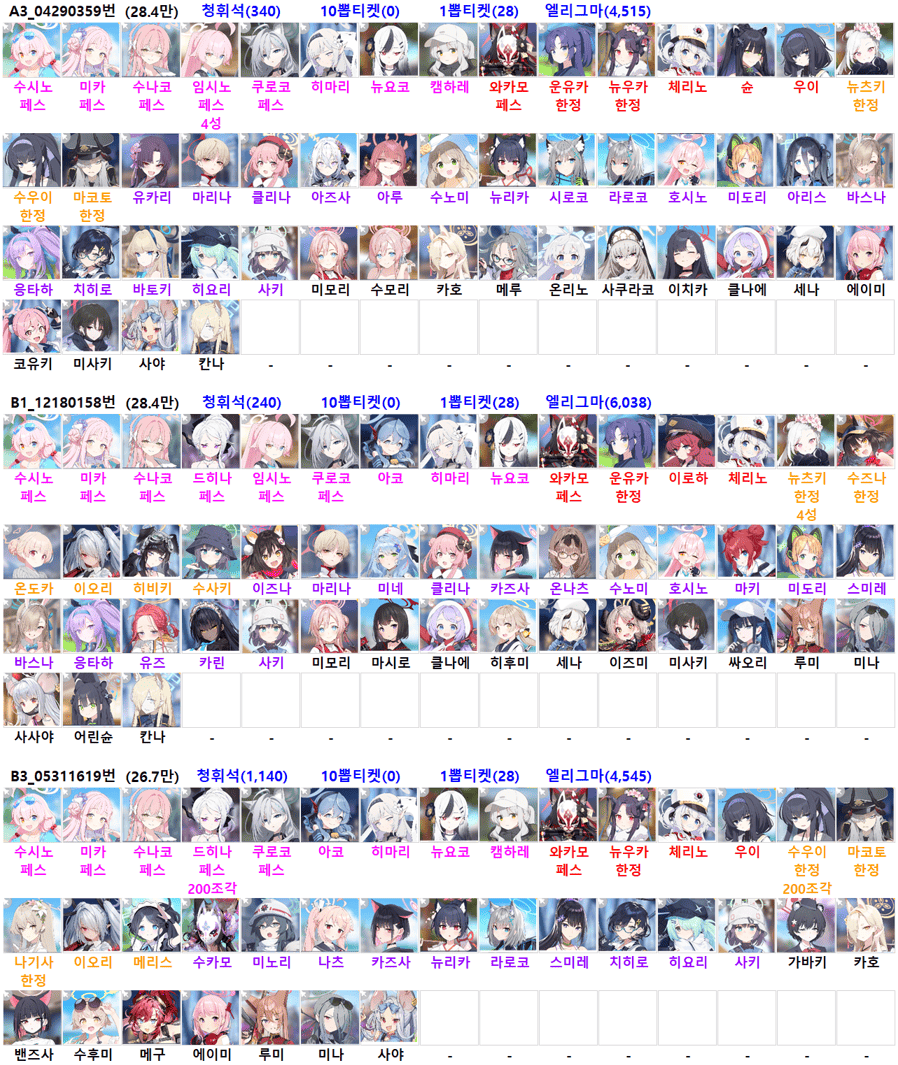 A3_04290359번 (28.4만) 청휘석(340) 10뽑티켓(0) 1뽑티켓(28) 엘리그마(4,515)
수시노 미카 수나코 임시노 쿠로코 히마리 뉴요코 캠하레 와카모 운유카 뉴우카 체리노 슌 우이 뉴츠키
페스 페스 페스 페스 페스 페스 한정 한정 한정
4성
수우이 마코토 유카리 마리나 클리나 아즈사 아루 수노미 뉴리카 시로코 라코토 호시노 미도리 아리스 바스나
한정 한정
응타하 치히로 바토키 히요리 사키 미모리 수모리 카호 메루 온리노 사쿠라코 이치카 클나에 세나 에이미
코유키 미사키 사야 칸나 - - - - - - - - - - -
B1_12180158번 (28.4만) 청휘석(240) 10뽑티켓(0) 1뽑티켓(28) 엘리그마(6,038)
수시노 미카 수나코 드히나 임시노 쿠로코 아코 히마리 뉴요코 와카모 운유카 이로하 체리노 뉴츠키 수즈나
페스 페스 페스 페스 페스 페스 페스 한정 한정 한정
4성
온도카 이오리 히비키 수사키 이즈나 마리나 미네 클리나 카즈사 온나츠 수노미 호시노 마키 미도리 스미레
바스나 응타하 유즈 카린 사키 미모리 마시로 클나에 히후미 세나 이즈미 미사키 싸오리 루미 미나
사사야 어린슌 칸나 - - - - - - - - - - - -
B3_05311619번 (26.7만) 청휘석(1,140) 10뽑티켓(0) 1뽑티켓(28) 엘리그마(4,545)
수시노 미카 수나코 드히나 쿠로코 아코 히마리 뉴요코 캠하레 와카모 뉴우카 체리노 우이 수우이 마코토
페스 페스 페스 페스 페스 페스 한정 한정 한정
200조각 200조각
나기사 이오리 메리스 수카모 미노리 나츠 카즈사 뉴리카 라코토 스미레 치히로 히요리 사키 가바키 카호
한정
밴즈사 수후미 메구 에이미 루미 미나 사야 - - - - - - - -